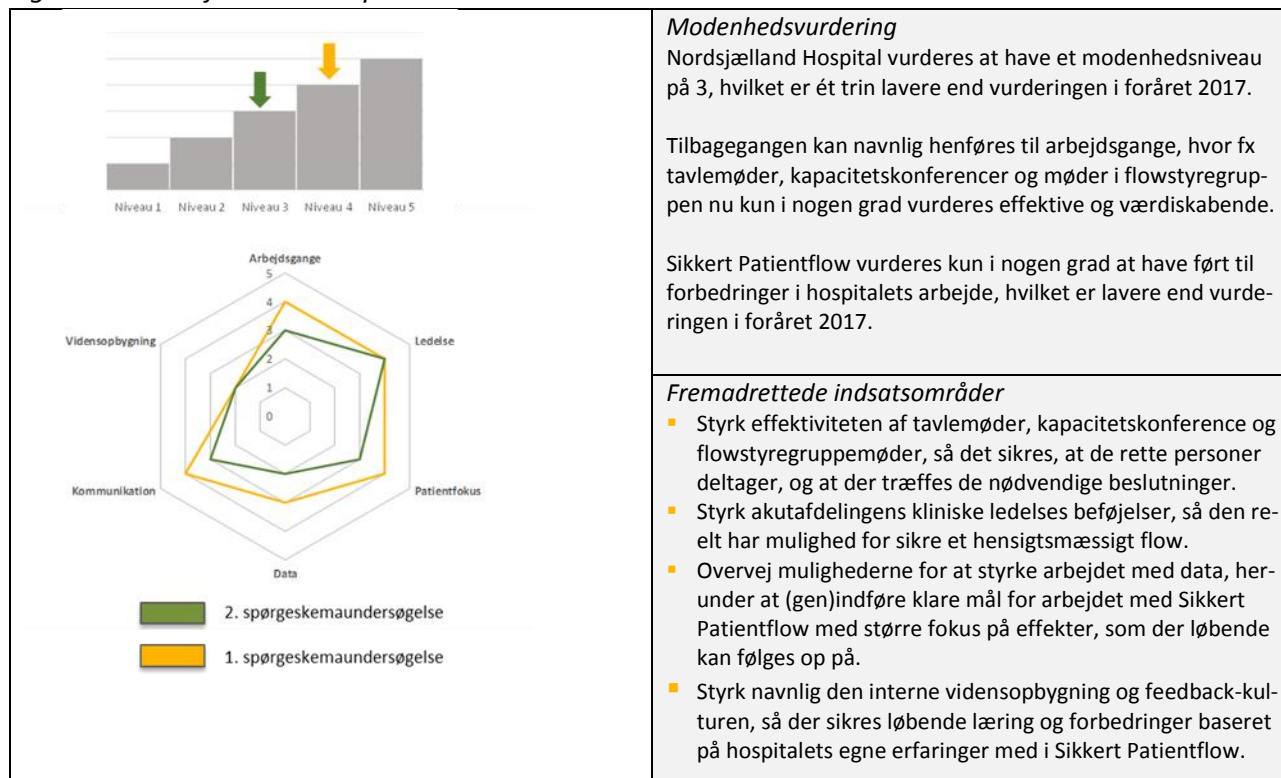 Niveau 1 Niveau 2 Niveau 3 Niveau 4 Niveau 5
Arbejdsgange
5
4
3
2
1
0
Vidensopbygning
Ledelse
Kommunikation
Patientfokus
Data
2. spørgeskemaundersøgelse
1. spørgeskemaundersøgelse
Modenhedsvurdering
Nordsjælland Hospital vurderes at have et modenhedsniveau
på 3, hvilket er ét trin lavere end vurderingen i foråret 2017.
Tilbagegangen kan navnlig henføres til arbejdsgange, hvor fx
tavlemøder, kapacitetskonferencer og møder i flowstyregrup-
pen nu kun i nogen grad vurderes effektive og værdiskabende.
Sikkert Patientflow vurderes kun i nogen grad at have ført til
forbedringer i hospitalets arbejde, hvilket er lavere end vurde-
ringen i foråret 2017.
Fremadrettede indsatsområder
▪ Styrk effektiviteten af tavlemøder, kapacitetskonference og
flowstyregruppemøder, så det sikres, at de rette personer
deltager, og at der træffes de nødvendige beslutninger.
▪ Styrk akutafdelingens kliniske ledelses beføjelser, så den re-
elt har mulighed for sikre et hensigtsmæssigt flow.
▪ Overvej mulighederne for at styrke arbejdet med data, her-
under at (gen)indføre klare mål for arbejdet med Sikkert
Patientflow med større fokus på effekter, som der løbende
kan følges op på.
▪ Styrk navnlig den interne vidensopbygning og feedback-kul-
turen, så der sikres løbende læring og forbedringer baseret
på hospitalets egne erfaringer med i Sikkert Patientflow.